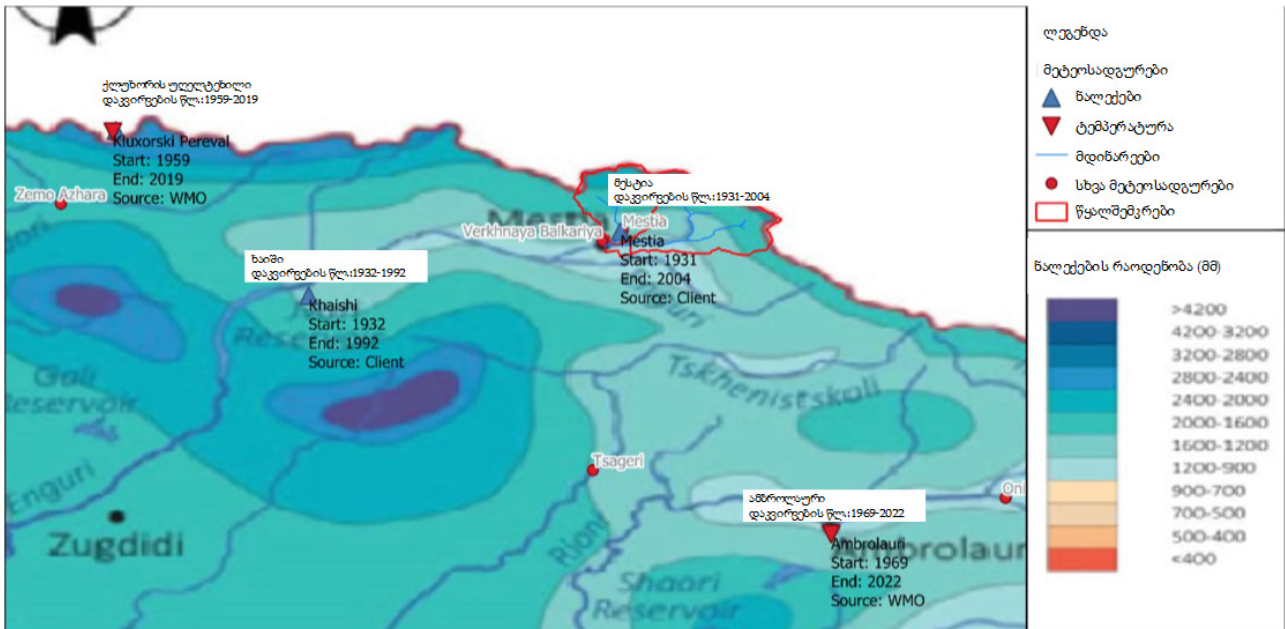 ქლუხორის უღელტეხილი
დაკვირვების წლ.:1959-2019
Kluxorski Pereval
Start: 1959
End: 2019
Source: WMO
Zemo Azhara
მესტია
დაკვირვების წლ.:1931-2004
Mestia
Verkhnaya Balkariya
Mestia
Start: 1931
End: 2004
Source: Client
ხაიში
დაკვირვების წლ.:1932-1992
Khaishi
Start: 1932
End: 1992
Source: Client
Reservoir
Gali
Reservoir
Enguri
Zugdidi
Tskhenistskali
Tsageri
Rioni
ამბროლაური
დაკვირვების წლ.:1969-2022
Ambrolauri
Start: 1969
End: 2022
Source: WMO
Ambrolauri
Shaori
Reservoir
ლეგენდა
მეტეოსადგურები
ნალექები
ტემპერატურა
მდინარეები
სხვა მეტეოსადგურები
წყალშემკრები
ნალექების რაოდენობა (მმ)
>4200
4200-3200
3200-2800
2800-2400
2400-2000
2000-1600
1600-1200
1200-900
900-700
700-500
500-400
<400